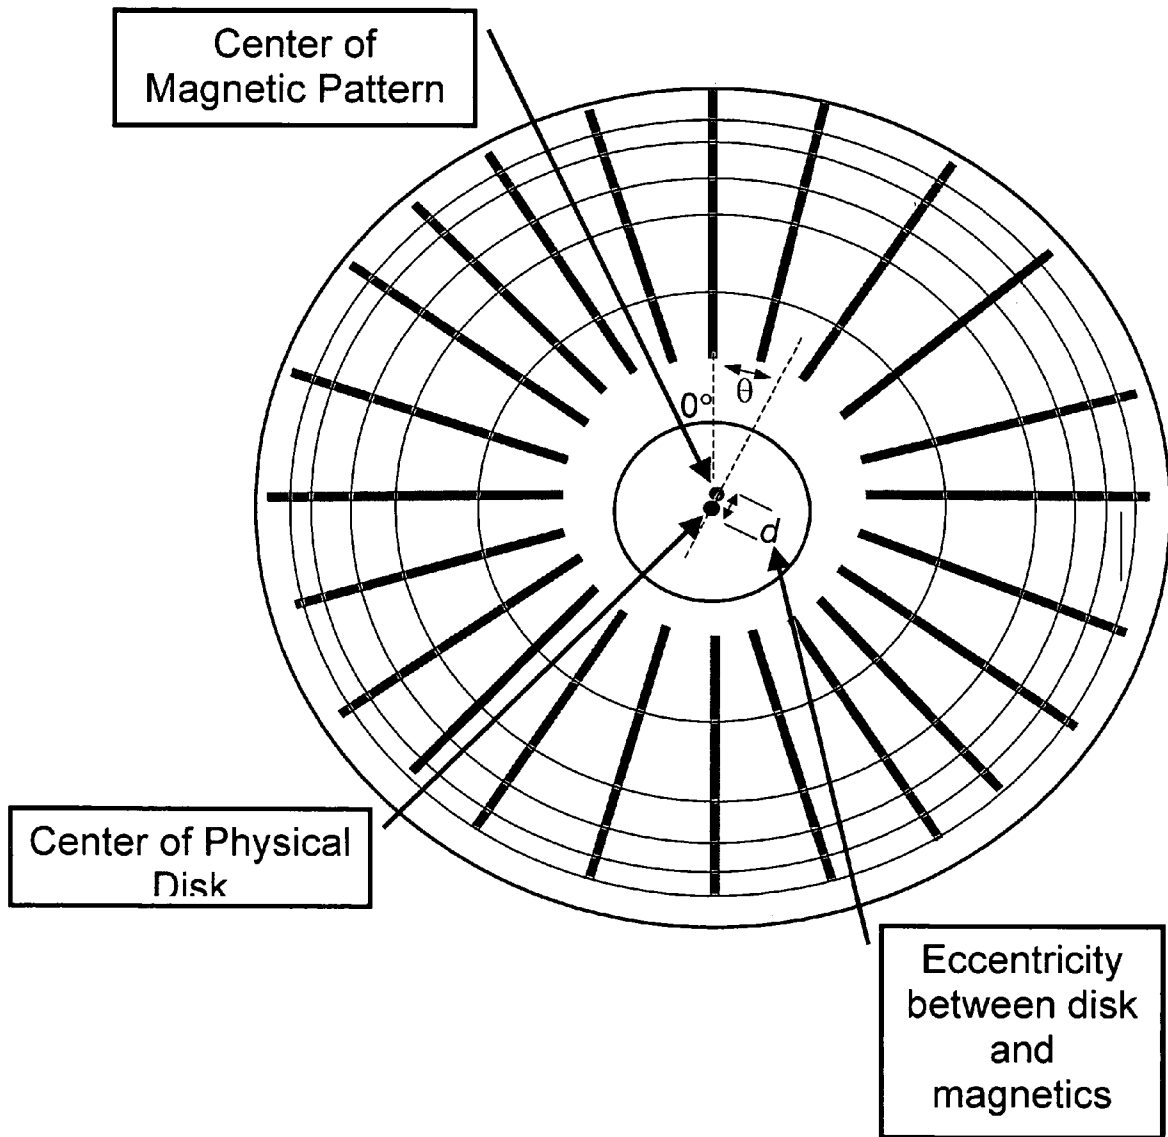 Center of
Magnetic Pattern
0°
θ
d
Center of Physical
Disk
Eccentricity
between disk
and
magnetics